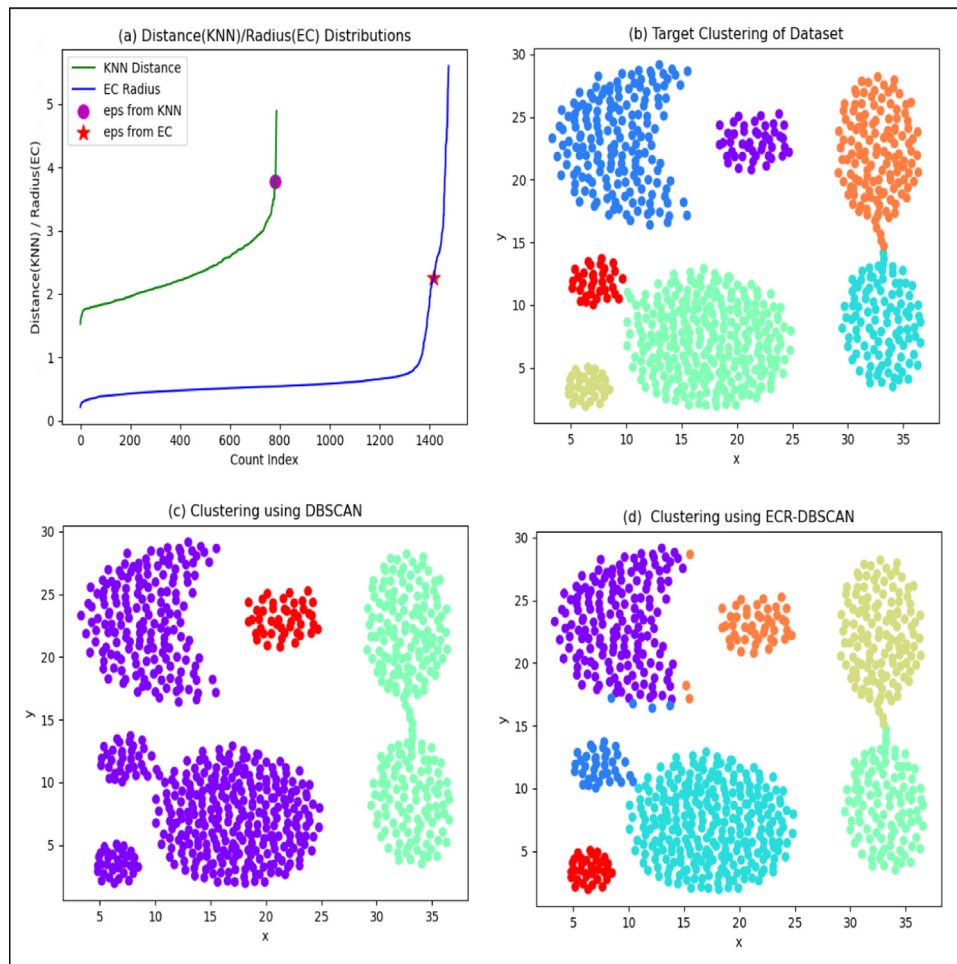 (a) Distance(KNN)/Radius(EC) Distributions
KNN Distance
EC Radius
eps from KNN
eps from EC
Distance(KNN) / Radius(EC)
5
4
3
2
1
0
0 200 400 600 800 1000 1200 1400
Count Index
(b) Target Clustering of Dataset
y
30
25
20
15
10
5
5 10 15 20 25 30 35
x
(c) Clustering using DBSCAN
y
30
25
20
15
10
5
5 10 15 20 25 30 35
x
(d) Clustering using ECR-DBSCAN
y
30
25
20
15
10
5
5 10 15 20 25 30 35
x